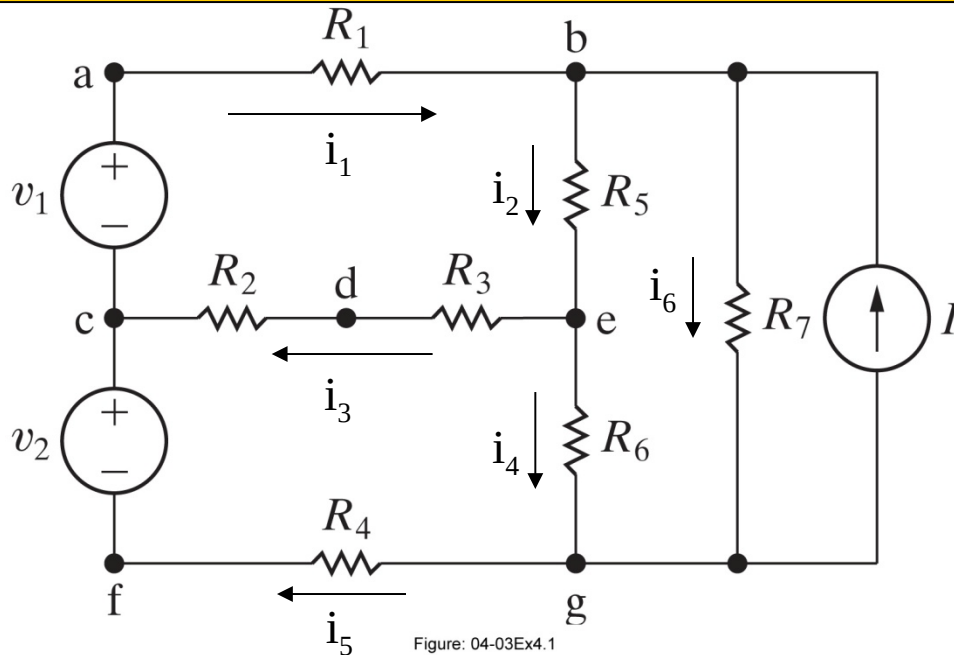 R1
a
b
+
i1
v1
−
i2
R5
R2
d
R3
i6
c
e
R7
I
+
i3
v2
i4
R6
−
R4
f
g
i5
Figure: 04-03Ex4.1